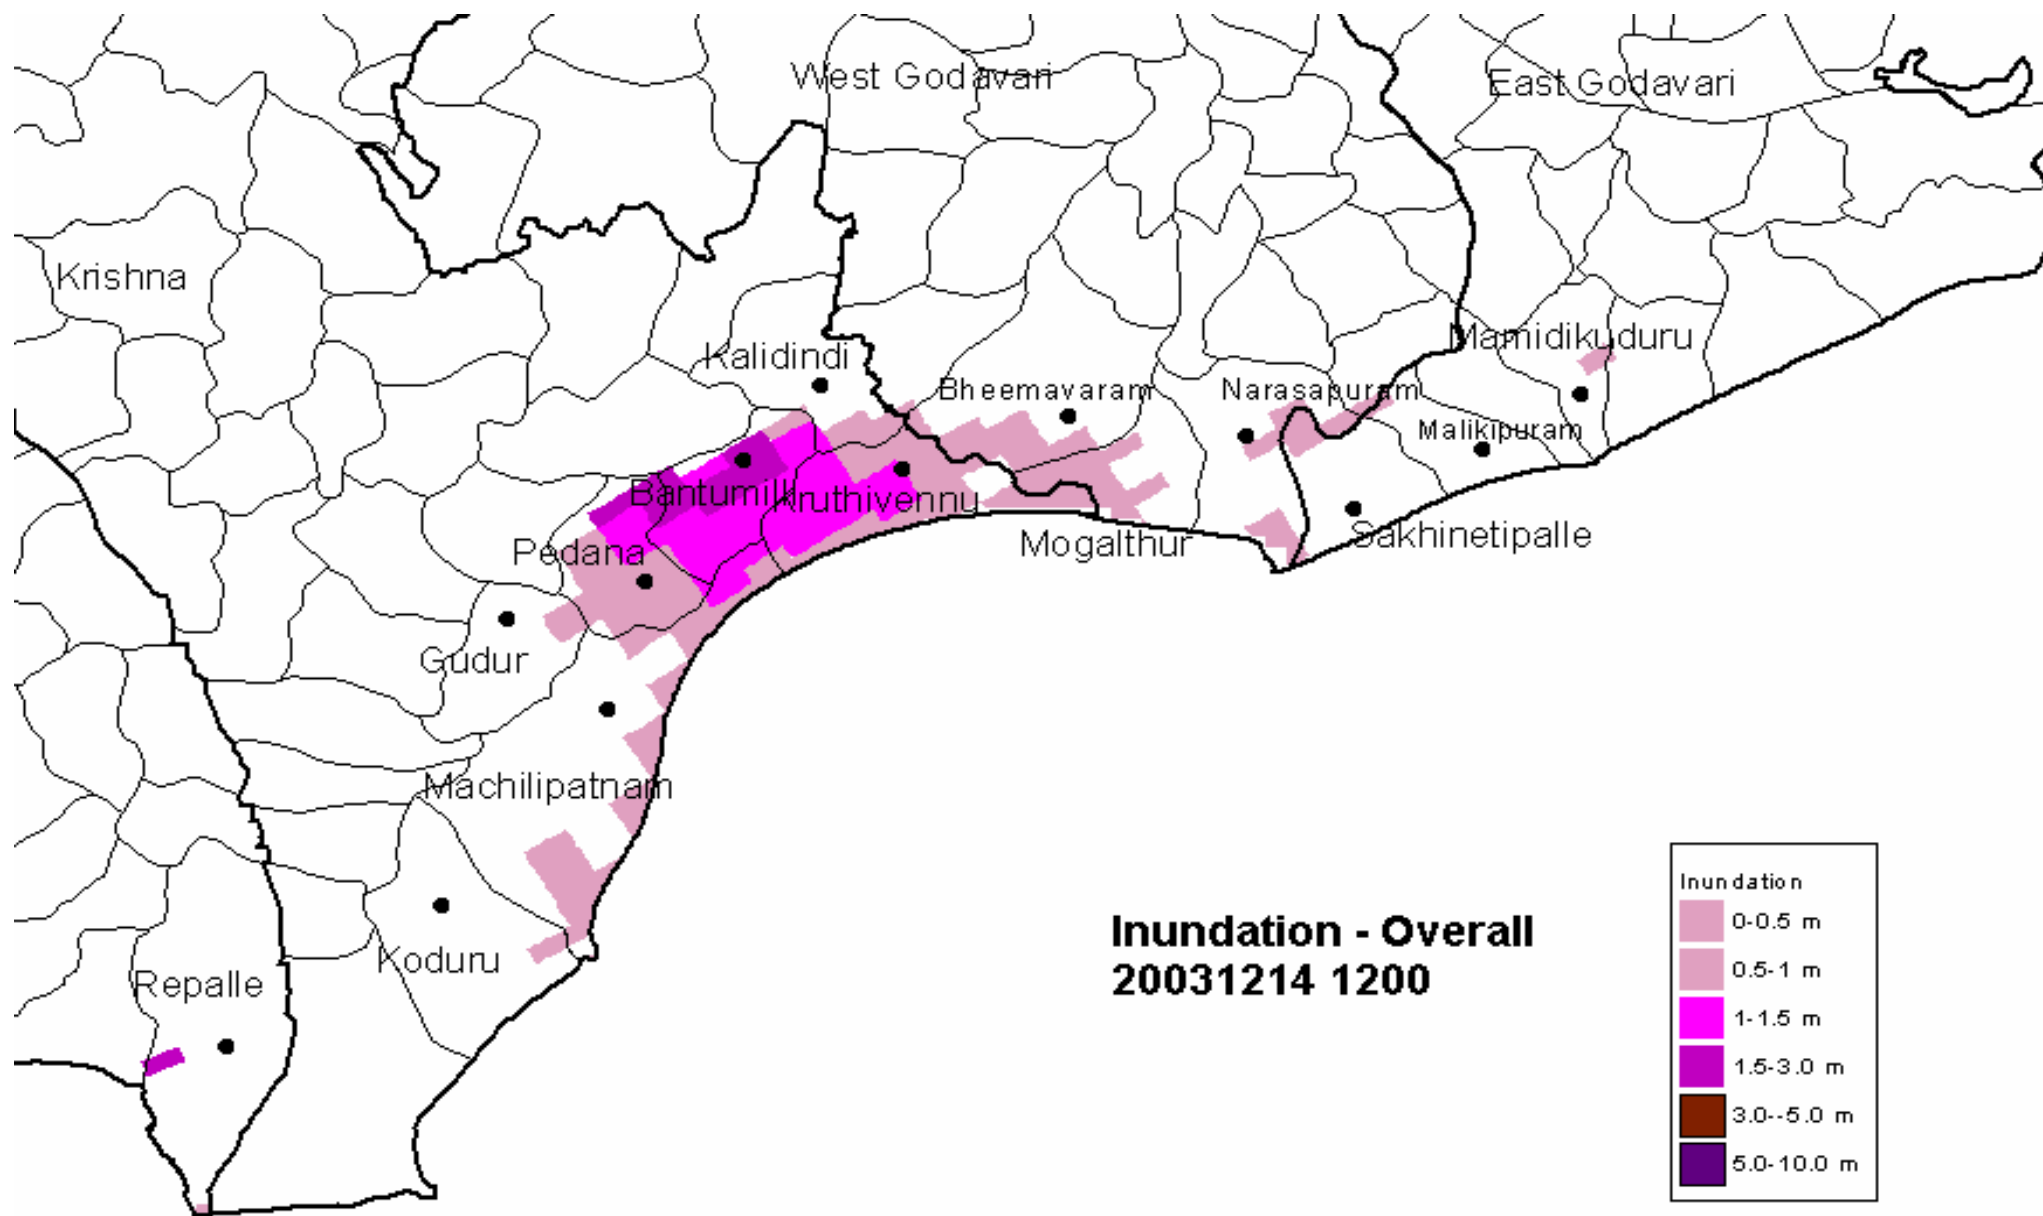 West Godavari
East Godavari
Krishna
Kalidindi
Mamidikuduru
Bheemavaram
Narasapuram
Malikipuram
Bantumilli
Kruthivennu
Pedana
Mogalthur
Sakhinetipalle
Gudur
Machilipatnam
Koduru
Repalle
Inundation - Overall
20031214 1200
Inundation
0-0.5 m
0.5-1 m
1-1.5 m
1.5-3.0 m
3.0--5.0 m
5.0-10.0 m